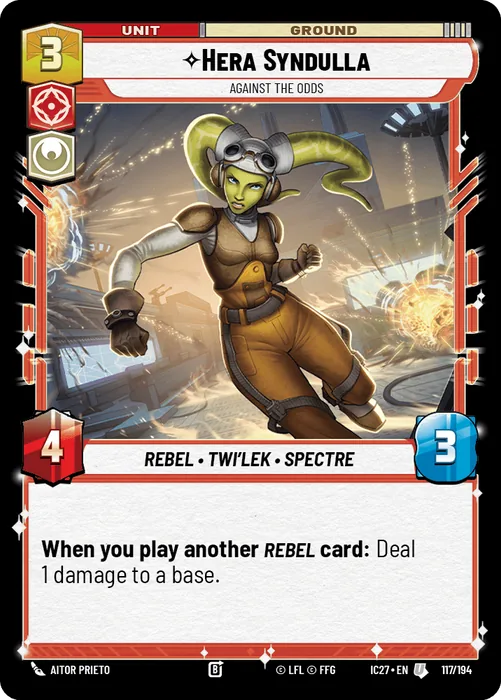 UNIT
GROUND
3
✧HERA SYNDULLA
AGAINST THE ODDS
4
REBEL • TWI'LEK • SPECTRE
3
When you play another REBEL card: Deal
1 damage to a base.
AITOR PRIETO
B
© LFL © FFG
IC27 • EN
U
117/194